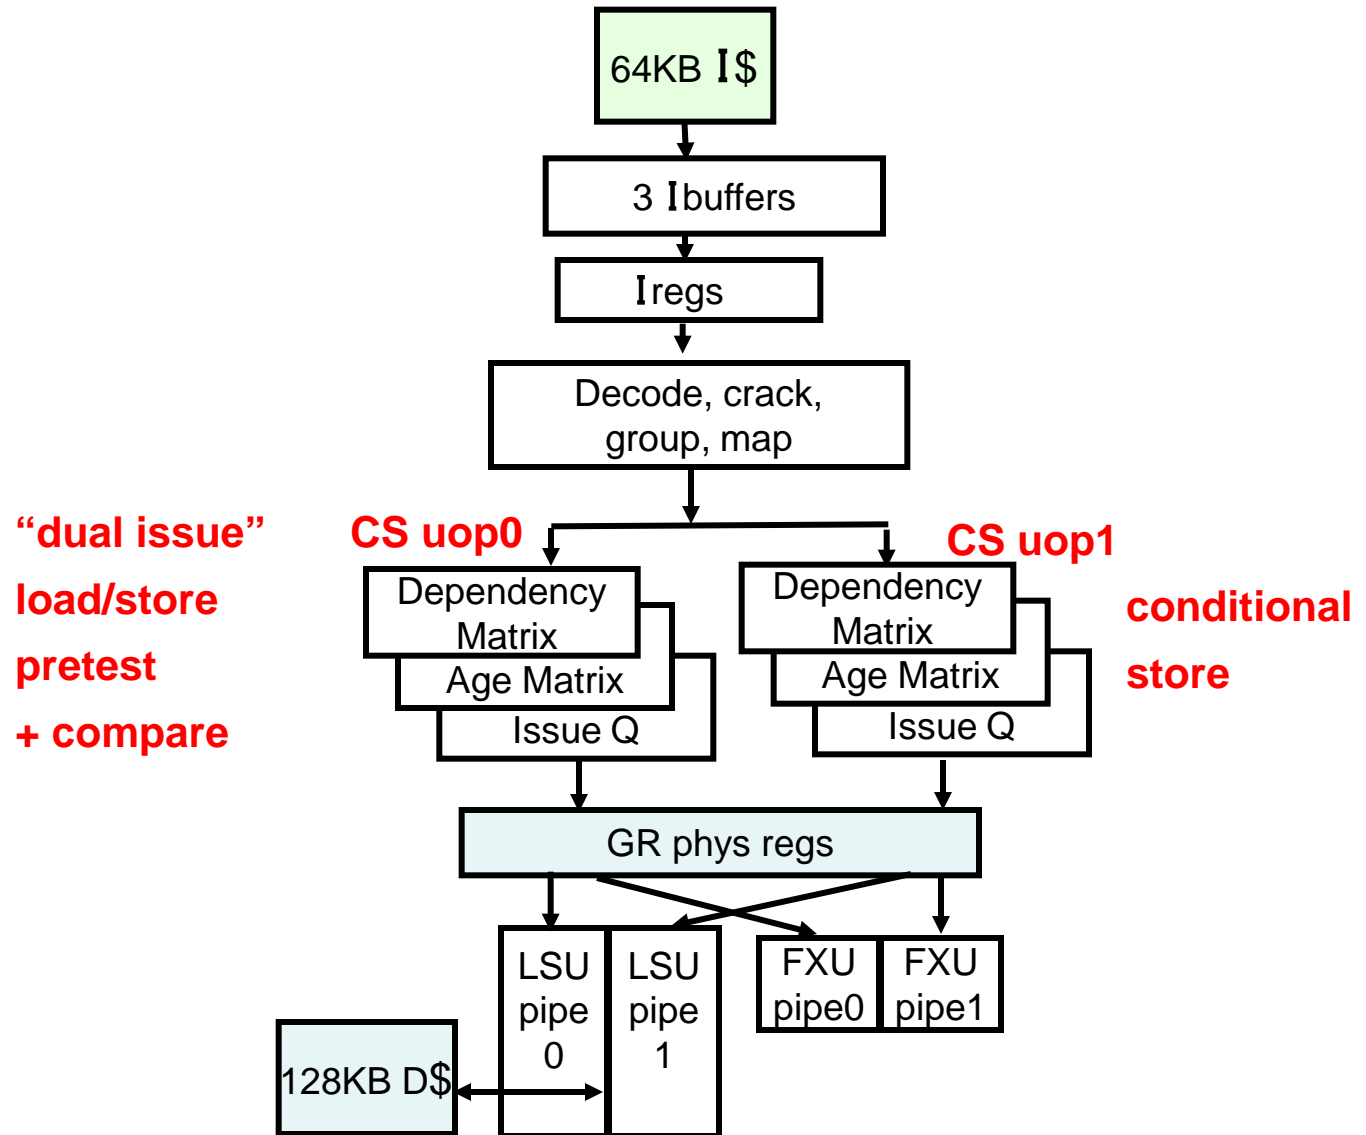 64KB I$
3 Ibuffers
Iregs
Decode, crack,
group, map
“dual issue”
load/store
pretest
+ compare
CS uop0
CS uop1
Dependency
Matrix
Age Matrix
Issue Q
Dependency
Matrix
Age Matrix
Issue Q
conditional
store
GR phys regs
LSU
pipe
0
LSU
pipe
1
FXU
pipe0
FXU
pipe1
128KB D$